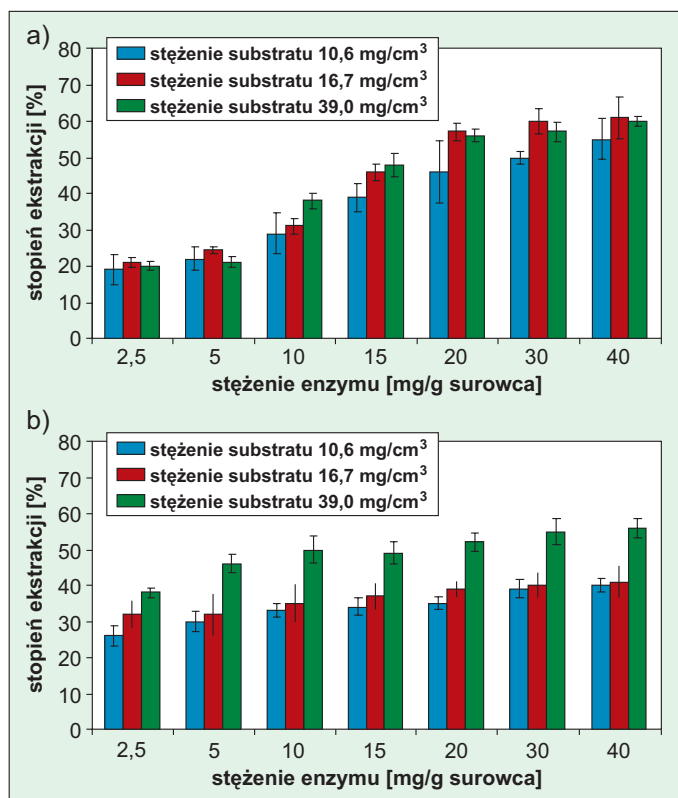 a)
stężenie substratu 10,6 mg/cm³
stężenie substratu 16,7 mg/cm³
stężenie substratu 39,0 mg/cm³
stopień ekstrakcji [%]
80
70
60
50
40
30
20
10
0
2,5 5 10 15 20 30 40
stężenie enzymu [mg/g surowca]
b)
stężenie substratu 10,6 mg/cm³
stężenie substratu 16,7 mg/cm³
stężenie substratu 39,0 mg/cm³
stopień ekstrakcji [%]
80
70
60
50
40
30
20
10
0
2,5 5 10 15 20 30 40
stężenie enzymu [mg/g surowca]